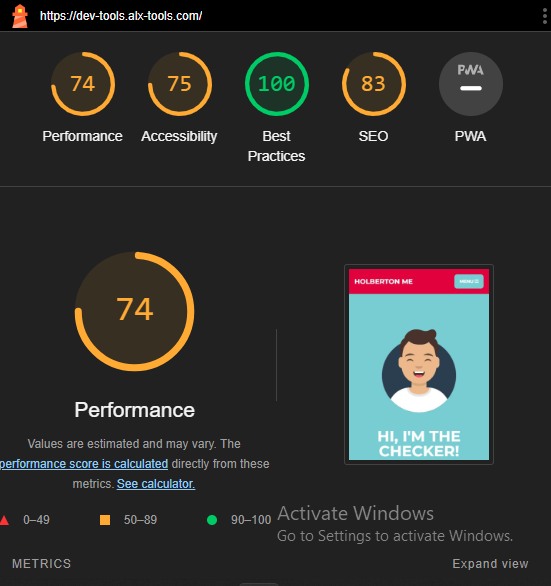 https://dev-tools.alx-tools.com/
74
75
100
83
PWA
Performance
Accessibility
Best
Practices
SEO
PWA
74
Performance
Values are estimated and may vary. The
performance score is calculated directly from these
metrics. See calculator.
0–49
50–89
90–100
HOLBERTON ME
MENU
HI, I'M THE
CHECKER!
Activate Windows
Go to Settings to activate Windows.
METRICS
Expand view